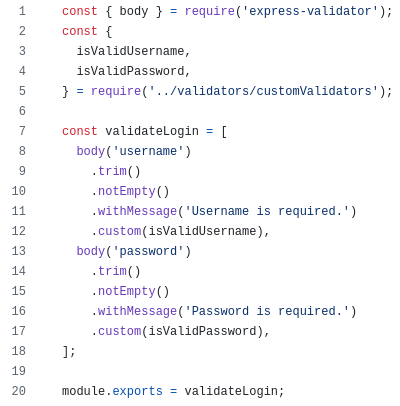 1 const { body } = require('express-validator');
2 const {
3   isValidUsername,
4   isValidPassword,
5 } = require('../validators/customValidators');
6
7 const validateLogin = [
8   body('username')
9     .trim()
10     .notEmpty()
11     .withMessage('Username is required.')
12     .custom(isValidUsername),
13   body('password')
14     .trim()
15     .notEmpty()
16     .withMessage('Password is required.')
17     .custom(isValidPassword),
18 ];
19
20 module.exports = validateLogin;